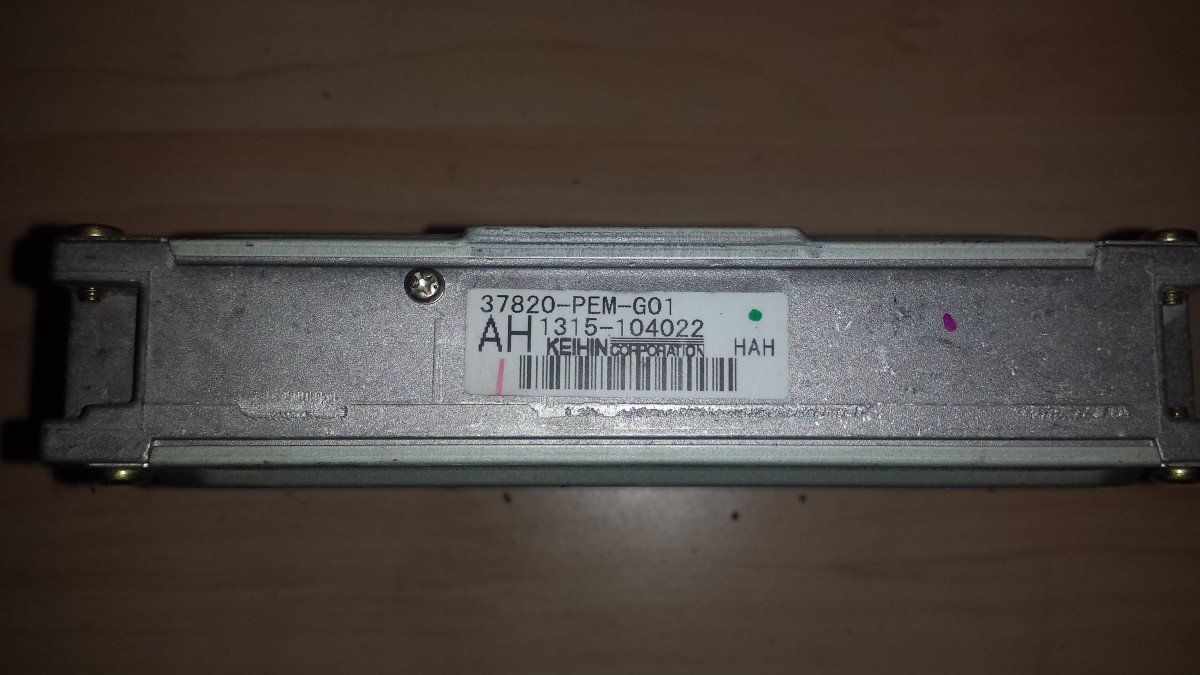 37820-PEM-G01
AH 1315-104022
KEIHIN CORPORATION HAH